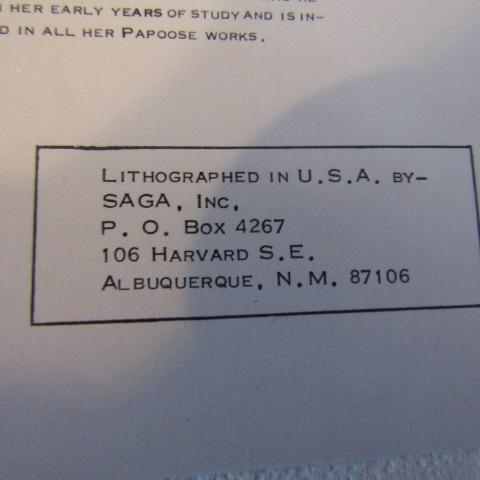 HER EARLY YEARS OF STUDY AND IS IN-
IN ALL HER PAPOOSE WORKS.
LITHOGRAPHED IN U.S.A. BY-
SAGA, INC,
P. O. BOX 4267
106 HARVARD S.E.
ALBUQUERQUE, N.M. 87106